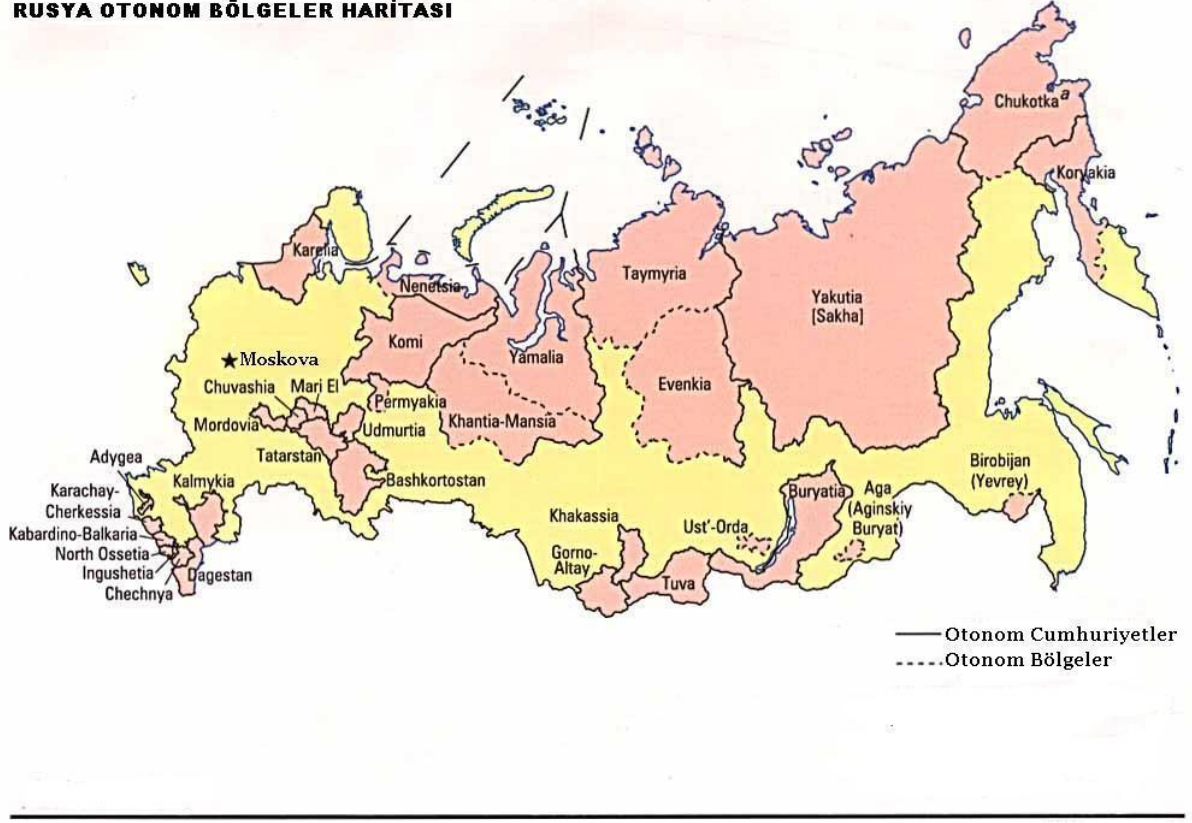 RUSYA OTONOM BÖLGELER HARİTASI
Chukotka a
Koryakia
Karelia
Nenetsia
Taymyria
Yakutia
[Sakha]
Komi
Yamalia
Moskova
Evenkia
Chuvashia
Mari El
Permyakia
Khantia-Mansia
Mordovia
Udmurtia
Tatarstan
Adygea
Bashkortostan
Birobijan
(Yevrey)
Kalmykia
Karachay-
Cherkessia
Buryatia
Aga
(Aginskiy
Buryat)
Khakassia
Ust'-Orda
Kabardino-Balkaria
North Ossetia
Gorno-
Altay
Ingushetia
Dagestan
Tuva
Chechnya
Otonom Cumhuriyetler
Otonom Bölgeler